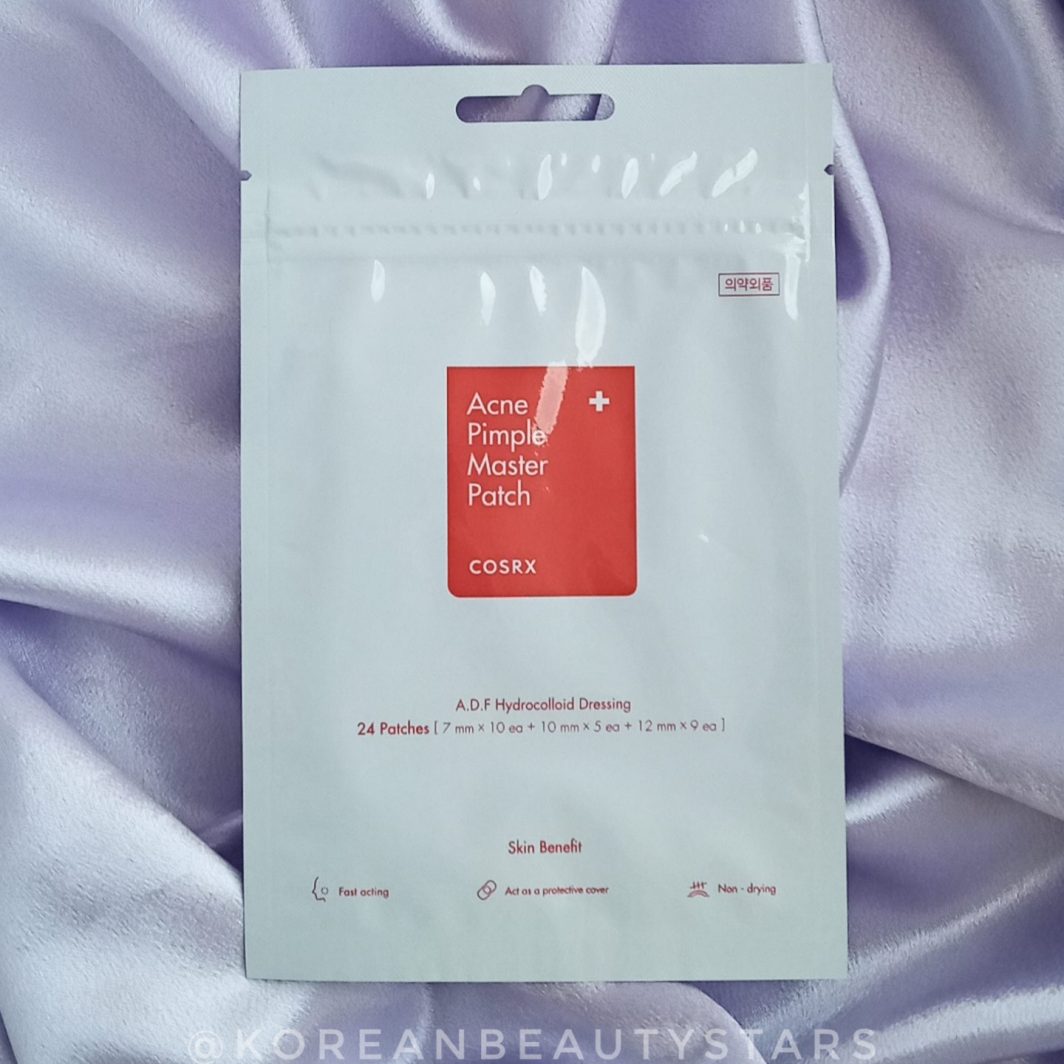 의약외품
Acne
Pimple
Master
Patch
COSRX
A.D.F Hydrocolloid Dressing
24 Patches [ 7 mm × 10 ea + 10 mm × 5 ea + 12 mm × 9 ea ]
Skin Benefit
Fast acting
Act as a protective cover
Non - drying
@KOREANBEAUTYSTARS